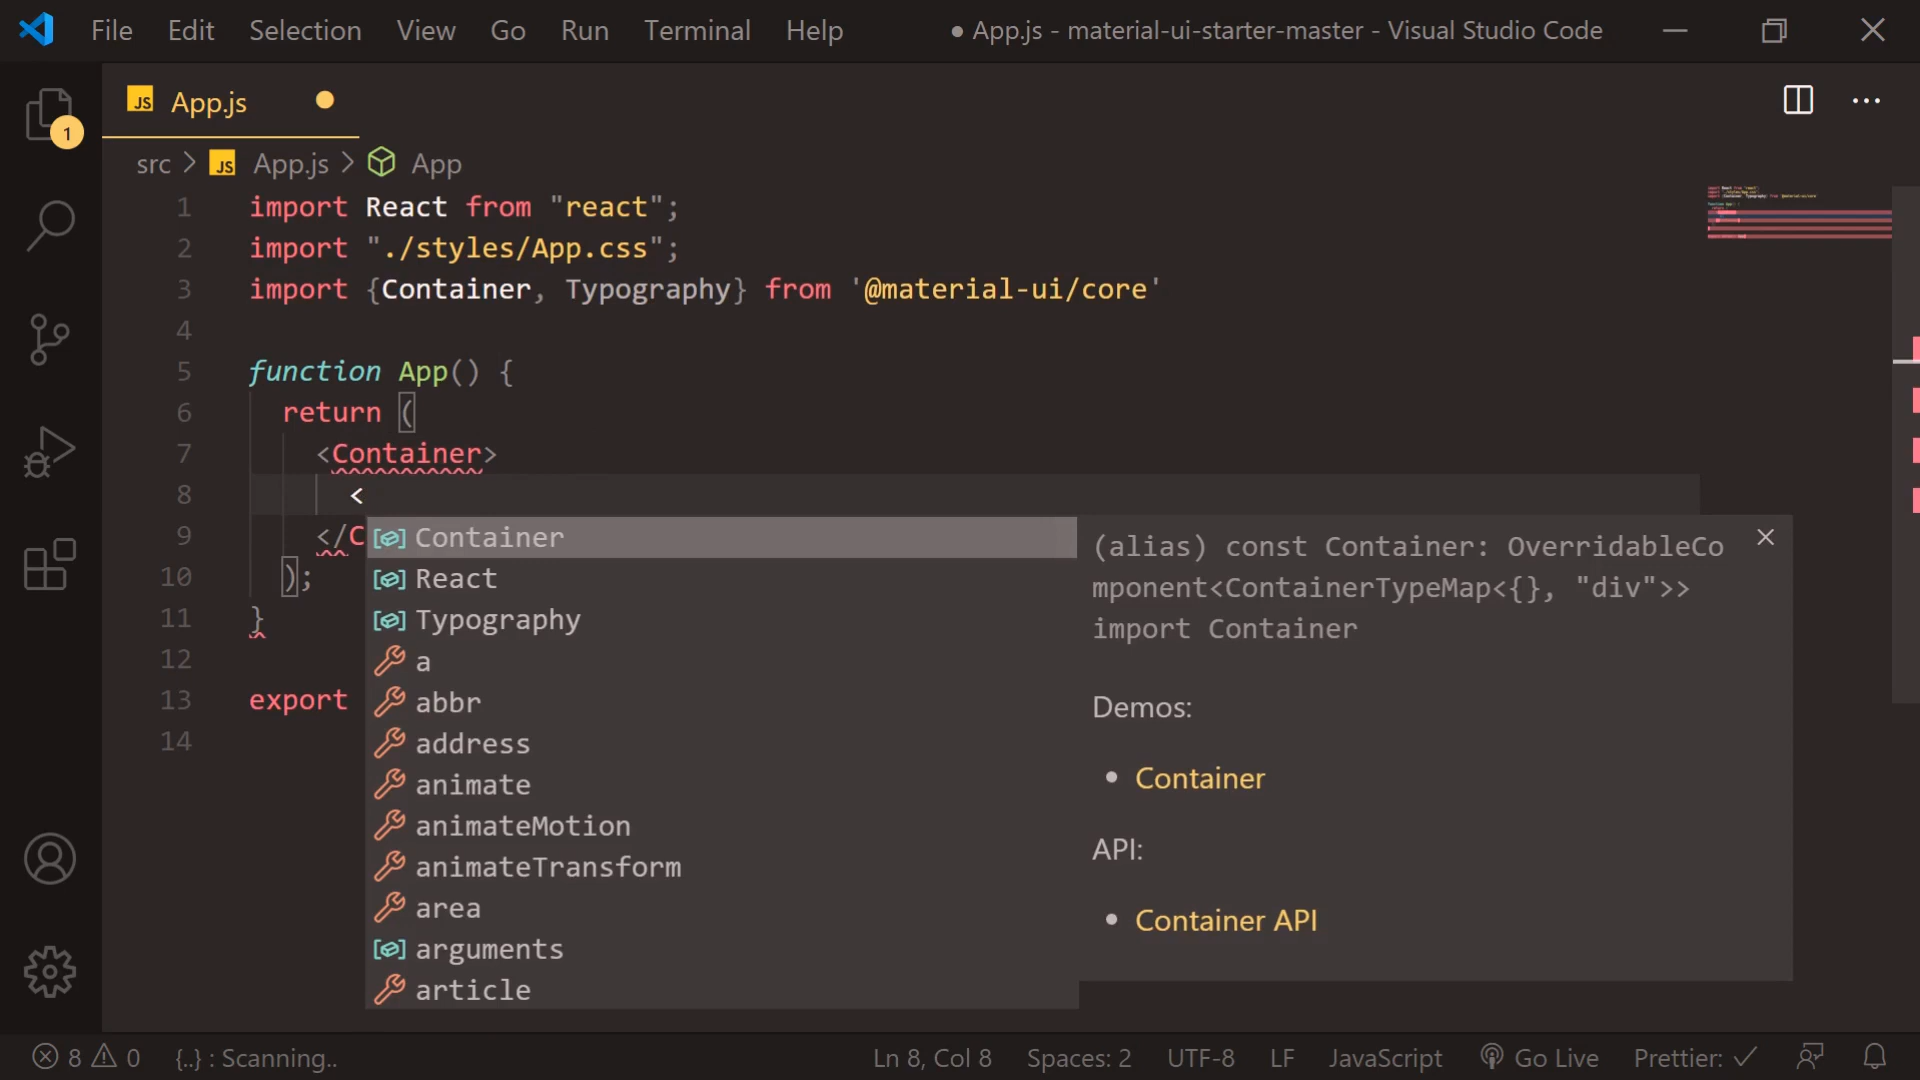 File Edit Selection View Go Run Terminal Help ● App.js - material-ui-starter-master - Visual Studio Code
JS App.js
1
src > JS App.js > App
1 import React from "react";
2 import "./styles/App.css";
3 import {Container, Typography} from '@material-ui/core'
4
5 function App() {
6 return (
7 <Container>
8 <
9 </C
10 );
11 }
12
13 export
14
Container
React
Typography
a
abbr
address
animate
animateMotion
animateTransform
area
arguments
article
(alias) const Container: OverridableCo
mponent<ContainerTypeMap<{}, "div">>
import Container
Demos:
• Container
API:
• Container API
8 0 {..} : Scanning.. Ln 8, Col 8 Spaces: 2 UTF-8 LF JavaScript Go Live Prettier: ✓